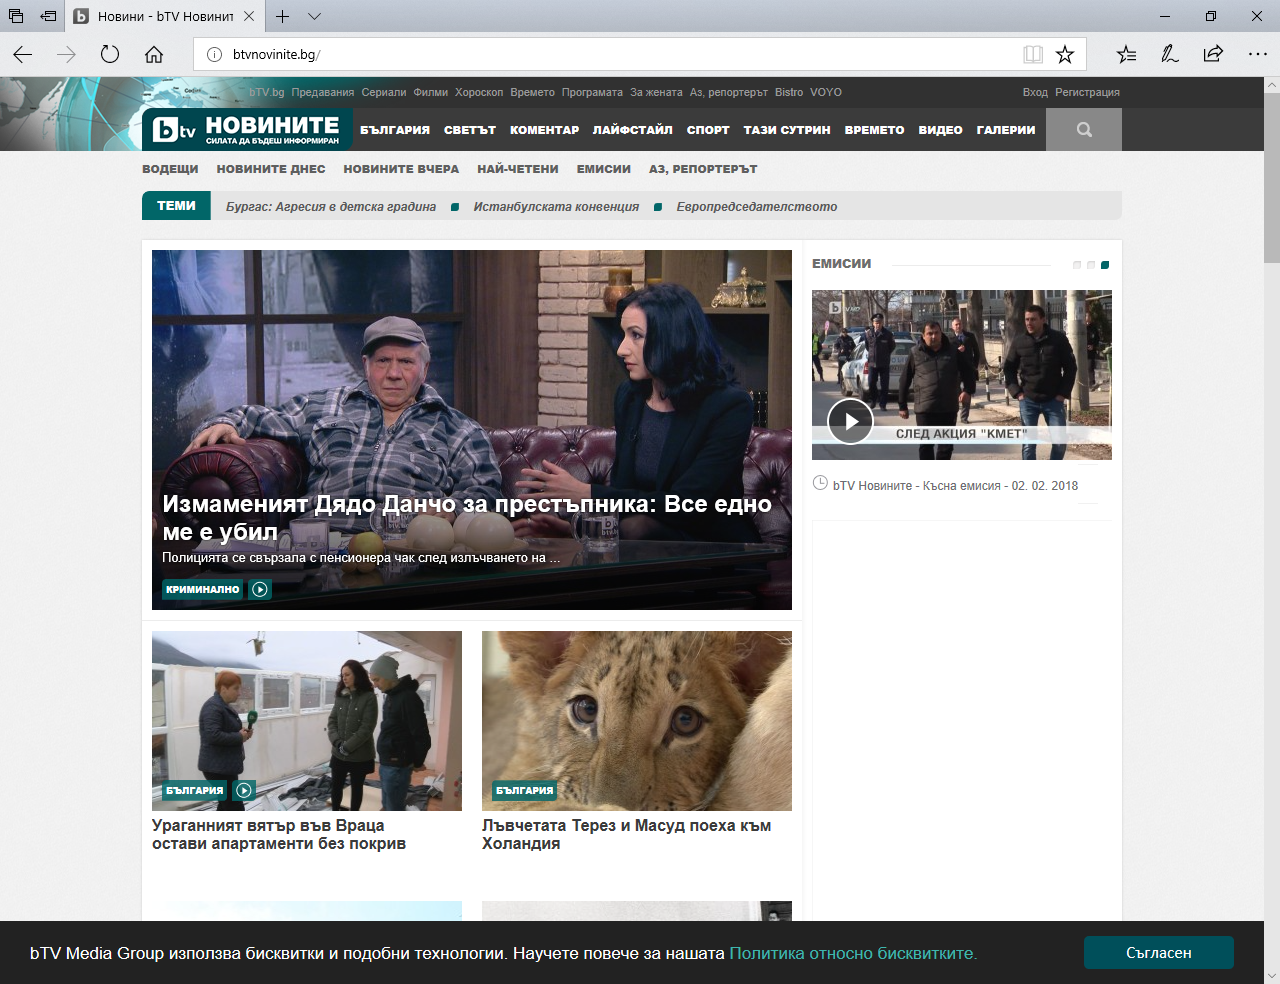 Новини - bTV Новинит
btvnovinite.bg/
bTV.bg Предавания Сериали Филми Хороскоп Времето Програмата За жената Аз, репортерът Bistro VOYO
Вход Регистрация
btv НОВИНИТЕ
СИЛАТА ДА БЪДЕШ ИНФОРМИРАН
БЪЛГАРИЯ СВЕТЪТ КОМЕНТАР ЛАЙФСТАЙЛ СПОРТ ТАЗИ СУТРИН ВРЕМЕТО ВИДЕО ГАЛЕРИИ
ВОДЕЩИ НОВИНИТЕ ДНЕС НОВИНИТЕ ВЧЕРА НАЙ-ЧЕТЕНИ ЕМИСИИ АЗ, РЕПОРТЕРЪТ
ТЕМИ Бургас: Агресия в детска градина Истанбулската конвенция Европредседателството
Измаменият Дядо Данчо за престъпника: Все едно
ме е убил
Полицията се свързала с пенсионера чак след излъчването на ...
КРИМИНАЛНО
ЕМИСИИ
СЛЕД АКЦИЯ "КМЕТ"
bTV Новините - Късна емисия - 02. 02. 2018
БЪЛГАРИЯ
Ураганният вятър във Враца
остави апартаменти без покрив
БЪЛГАРИЯ
Лъвчетата Терез и Масуд поеха към
Холандия
bTV Media Group използва бисквитки и подобни технологии. Научете повече за нашата Политика относно бисквитките.
Съгласен